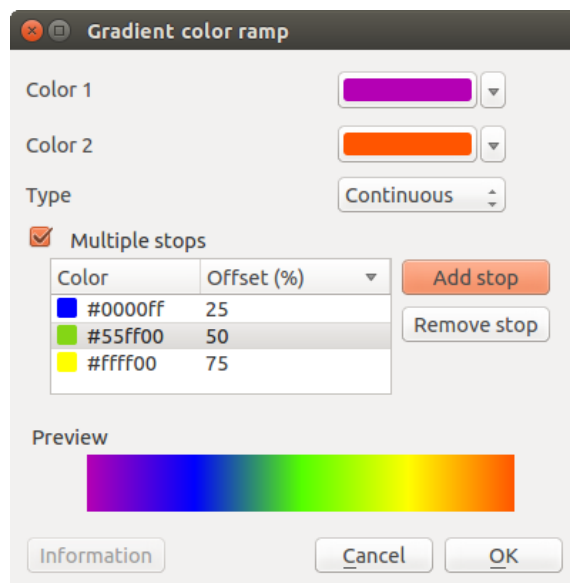 Gradient color ramp
Color 1
Color 2
Type Continuous
Multiple stops
Color Offset (%) Add stop
#0000ff 25
#55ff00 50 Remove stop
#ffff00 75
Preview
Information Cancel OK